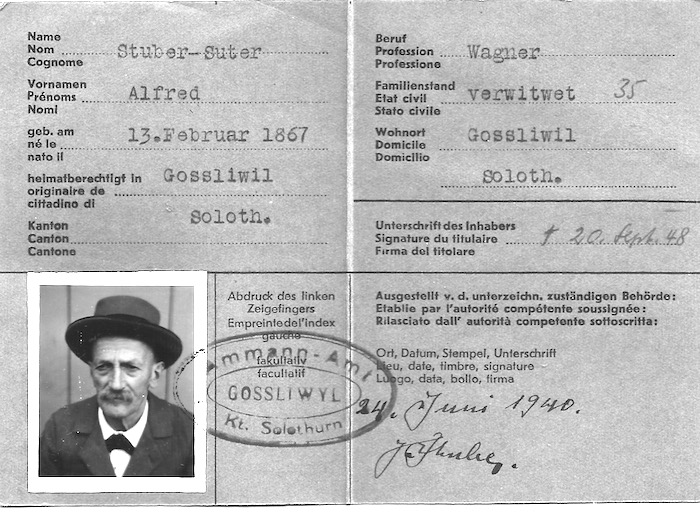 Name
Nom Stuber-Suter
Cognome
Vornamen
Prénoms Alfred
Nomi
geb. am 13.Februar 1867
né le
nato il
heimatberechtigt in Gossliwil
originaire de
cittadino di Soloth.
Kanton
Canton
Cantone
Beruf
Profession Wagner
Professione
Familienstand
Etat civil verwitwet 35
Stato civile
Wohnort Gossliwil
Domicile
Domicilio Soloth.
Unterschrift des Inhabers
Signature du titulaire † 20. Sept. 48
Firma del titolare
Abdruck des linken
Zeigefingers
Empreinte de l'index
gauche
fakultativ
facultatif
Ammann-Amt
GOSSLIWYL
Kt. Solothurn
Ausgestellt v. d. unterzeichn. zuständigen Behörde:
Etablie par l'autorité compétente soussignée:
Rilasciato dall' autorità competente sottoscritta:
Ort, Datum, Stempel, Unterschrift
Lieu, date, timbre, signature
Luogo, data, bollo, firma
24. Juni 1940.